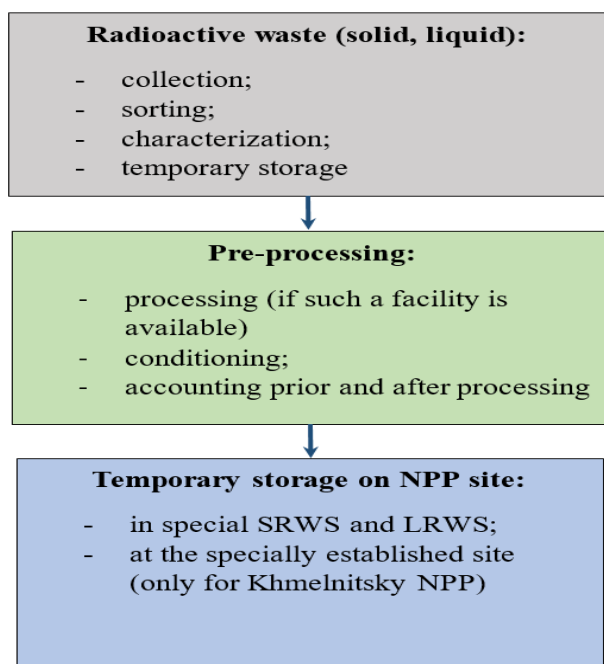 Radioactive waste (solid, liquid):
- collection;
- sorting;
- characterization;
- temporary storage
Pre-processing:
- processing (if such a facility is
available)
- conditioning;
- accounting prior and after processing
Temporary storage on NPP site:
- in special SRWS and LRWS;
- at the specially established site
(only for Khmelnitsky NPP)